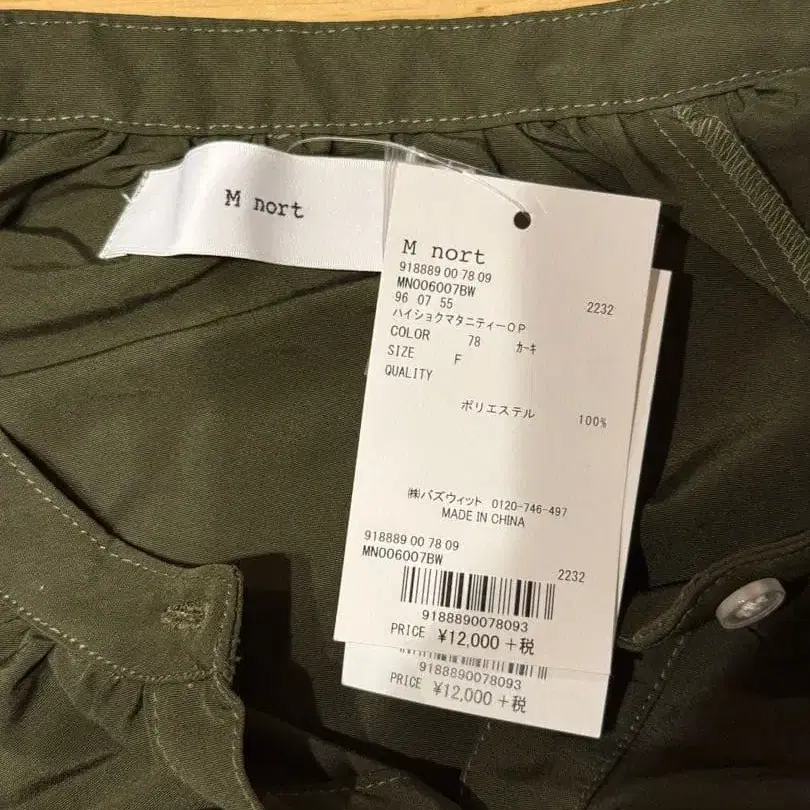 M nort
M nort
918889 00 78 09
MN006007BW
96 07 55 2232
ハイショクマタニティーOP
COLOR 78 カーキ
SIZE F
QUALITY
ポリエステル 100%
㈱バズウィット 0120-746-497
MADE IN CHINA
918889 00 78 09
MN006007BW
2232
9188890078093
PRICE ¥12,000 +税
9188890078093
PRICE ¥12,000 +税